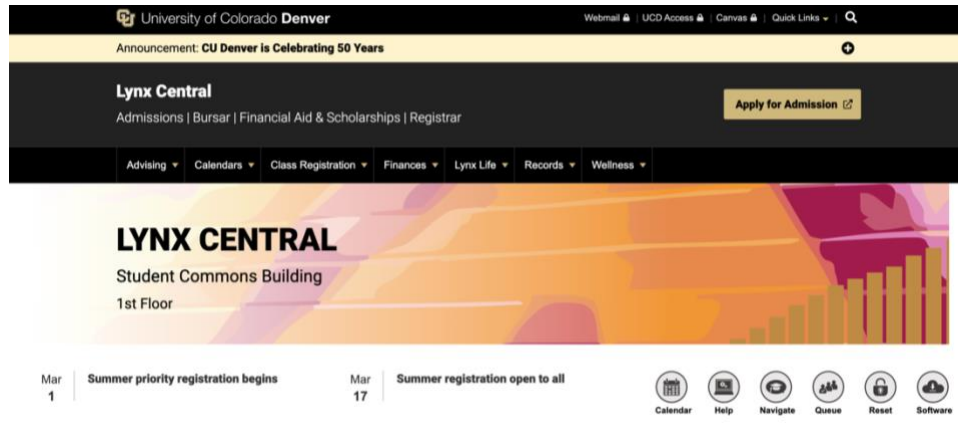 University of Colorado Denver
Webmail | UCD Access | Canvas | Quick Links
Announcement: CU Denver is Celebrating 50 Years
Lynx Central
Admissions | Bursar | Financial Aid & Scholarships | Registrar
Apply for Admission
Advising Calendars Class Registration Finances Lynx Life Records Wellness
LYNX CENTRAL
Student Commons Building
1st Floor
Mar 1 Summer priority registration begins
Mar 17 Summer registration open to all
Calendar Help Navigate Queue Reset Software